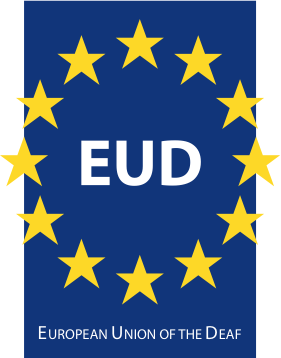 EUD
EUROPEAN UNION OF THE DEAF